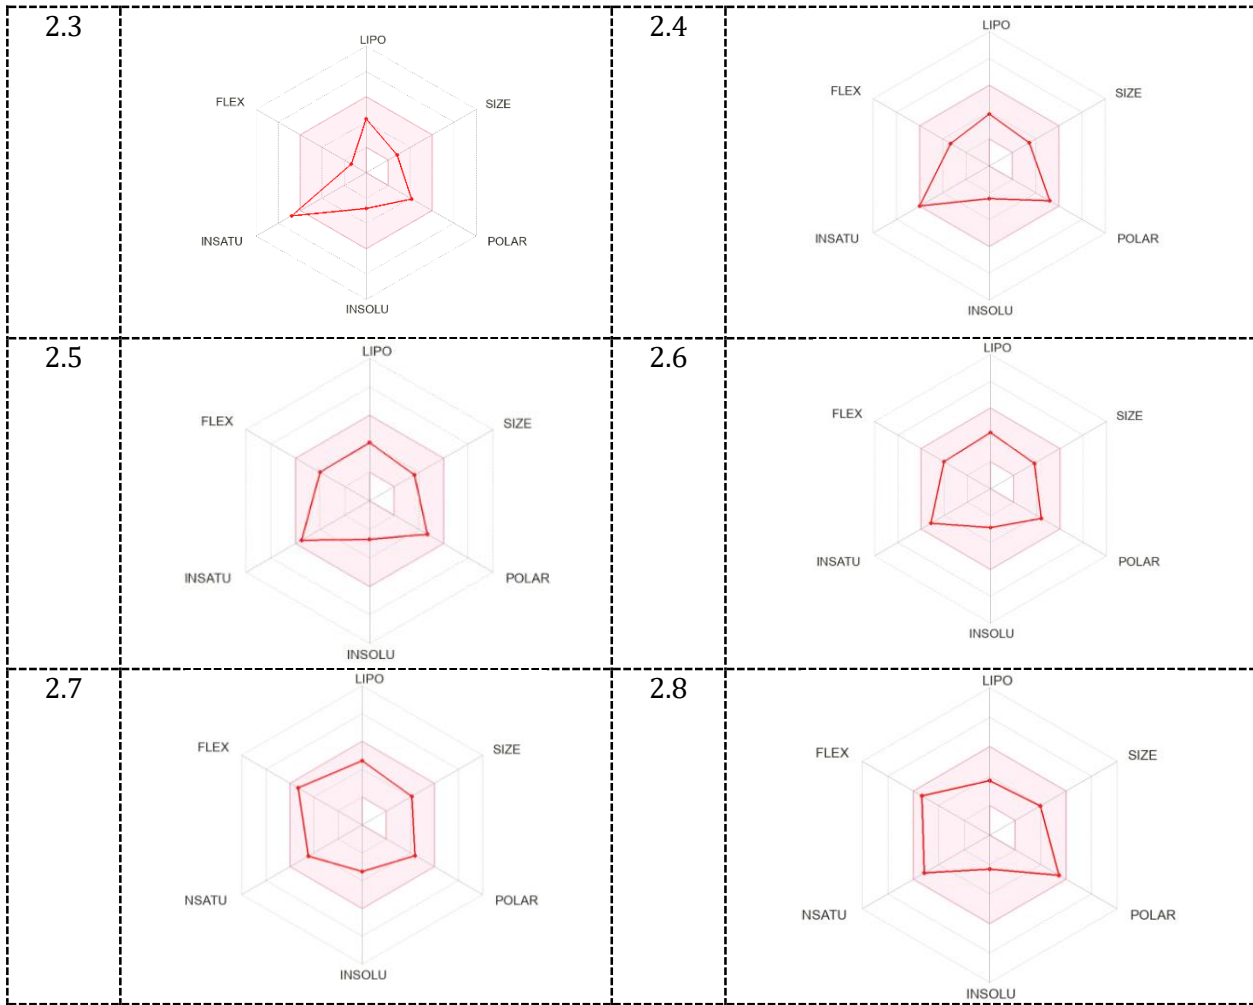 2.3
LIPO
FLEX
SIZE
INSATU
POLAR
INSOLU
2.4
LIPO
FLEX
SIZE
INSATU
POLAR
INSOLU
2.5
LIPO
FLEX
SIZE
INSATU
POLAR
INSOLU
2.6
LIPO
FLEX
SIZE
INSATU
POLAR
INSOLU
2.7
LIPO
FLEX
SIZE
NSATU
POLAR
INSOLU
2.8
LIPO
FLEX
SIZE
NSATU
POLAR
INSOLU